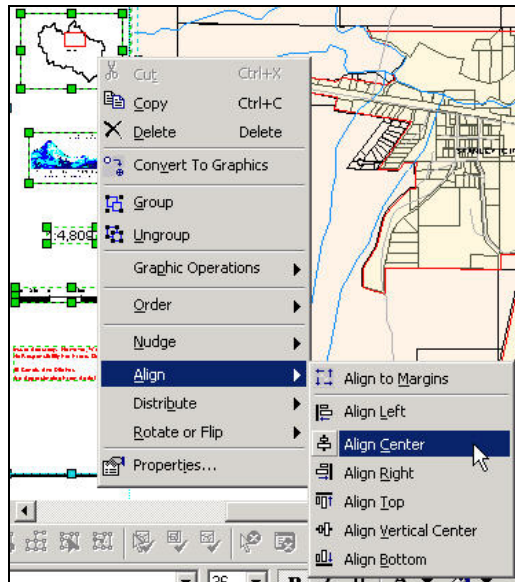 Cut Ctrl+X
Copy Ctrl+C
Delete Delete
Convert To Graphics
Group
Ungroup
Graphic Operations
Order
Nudge
Align
Distribute
Rotate or Flip
Properties...
Align to Margins
Align Left
Align Center
Align Right
Align Top
Align Vertical Center
Align Bottom
:4,809
36